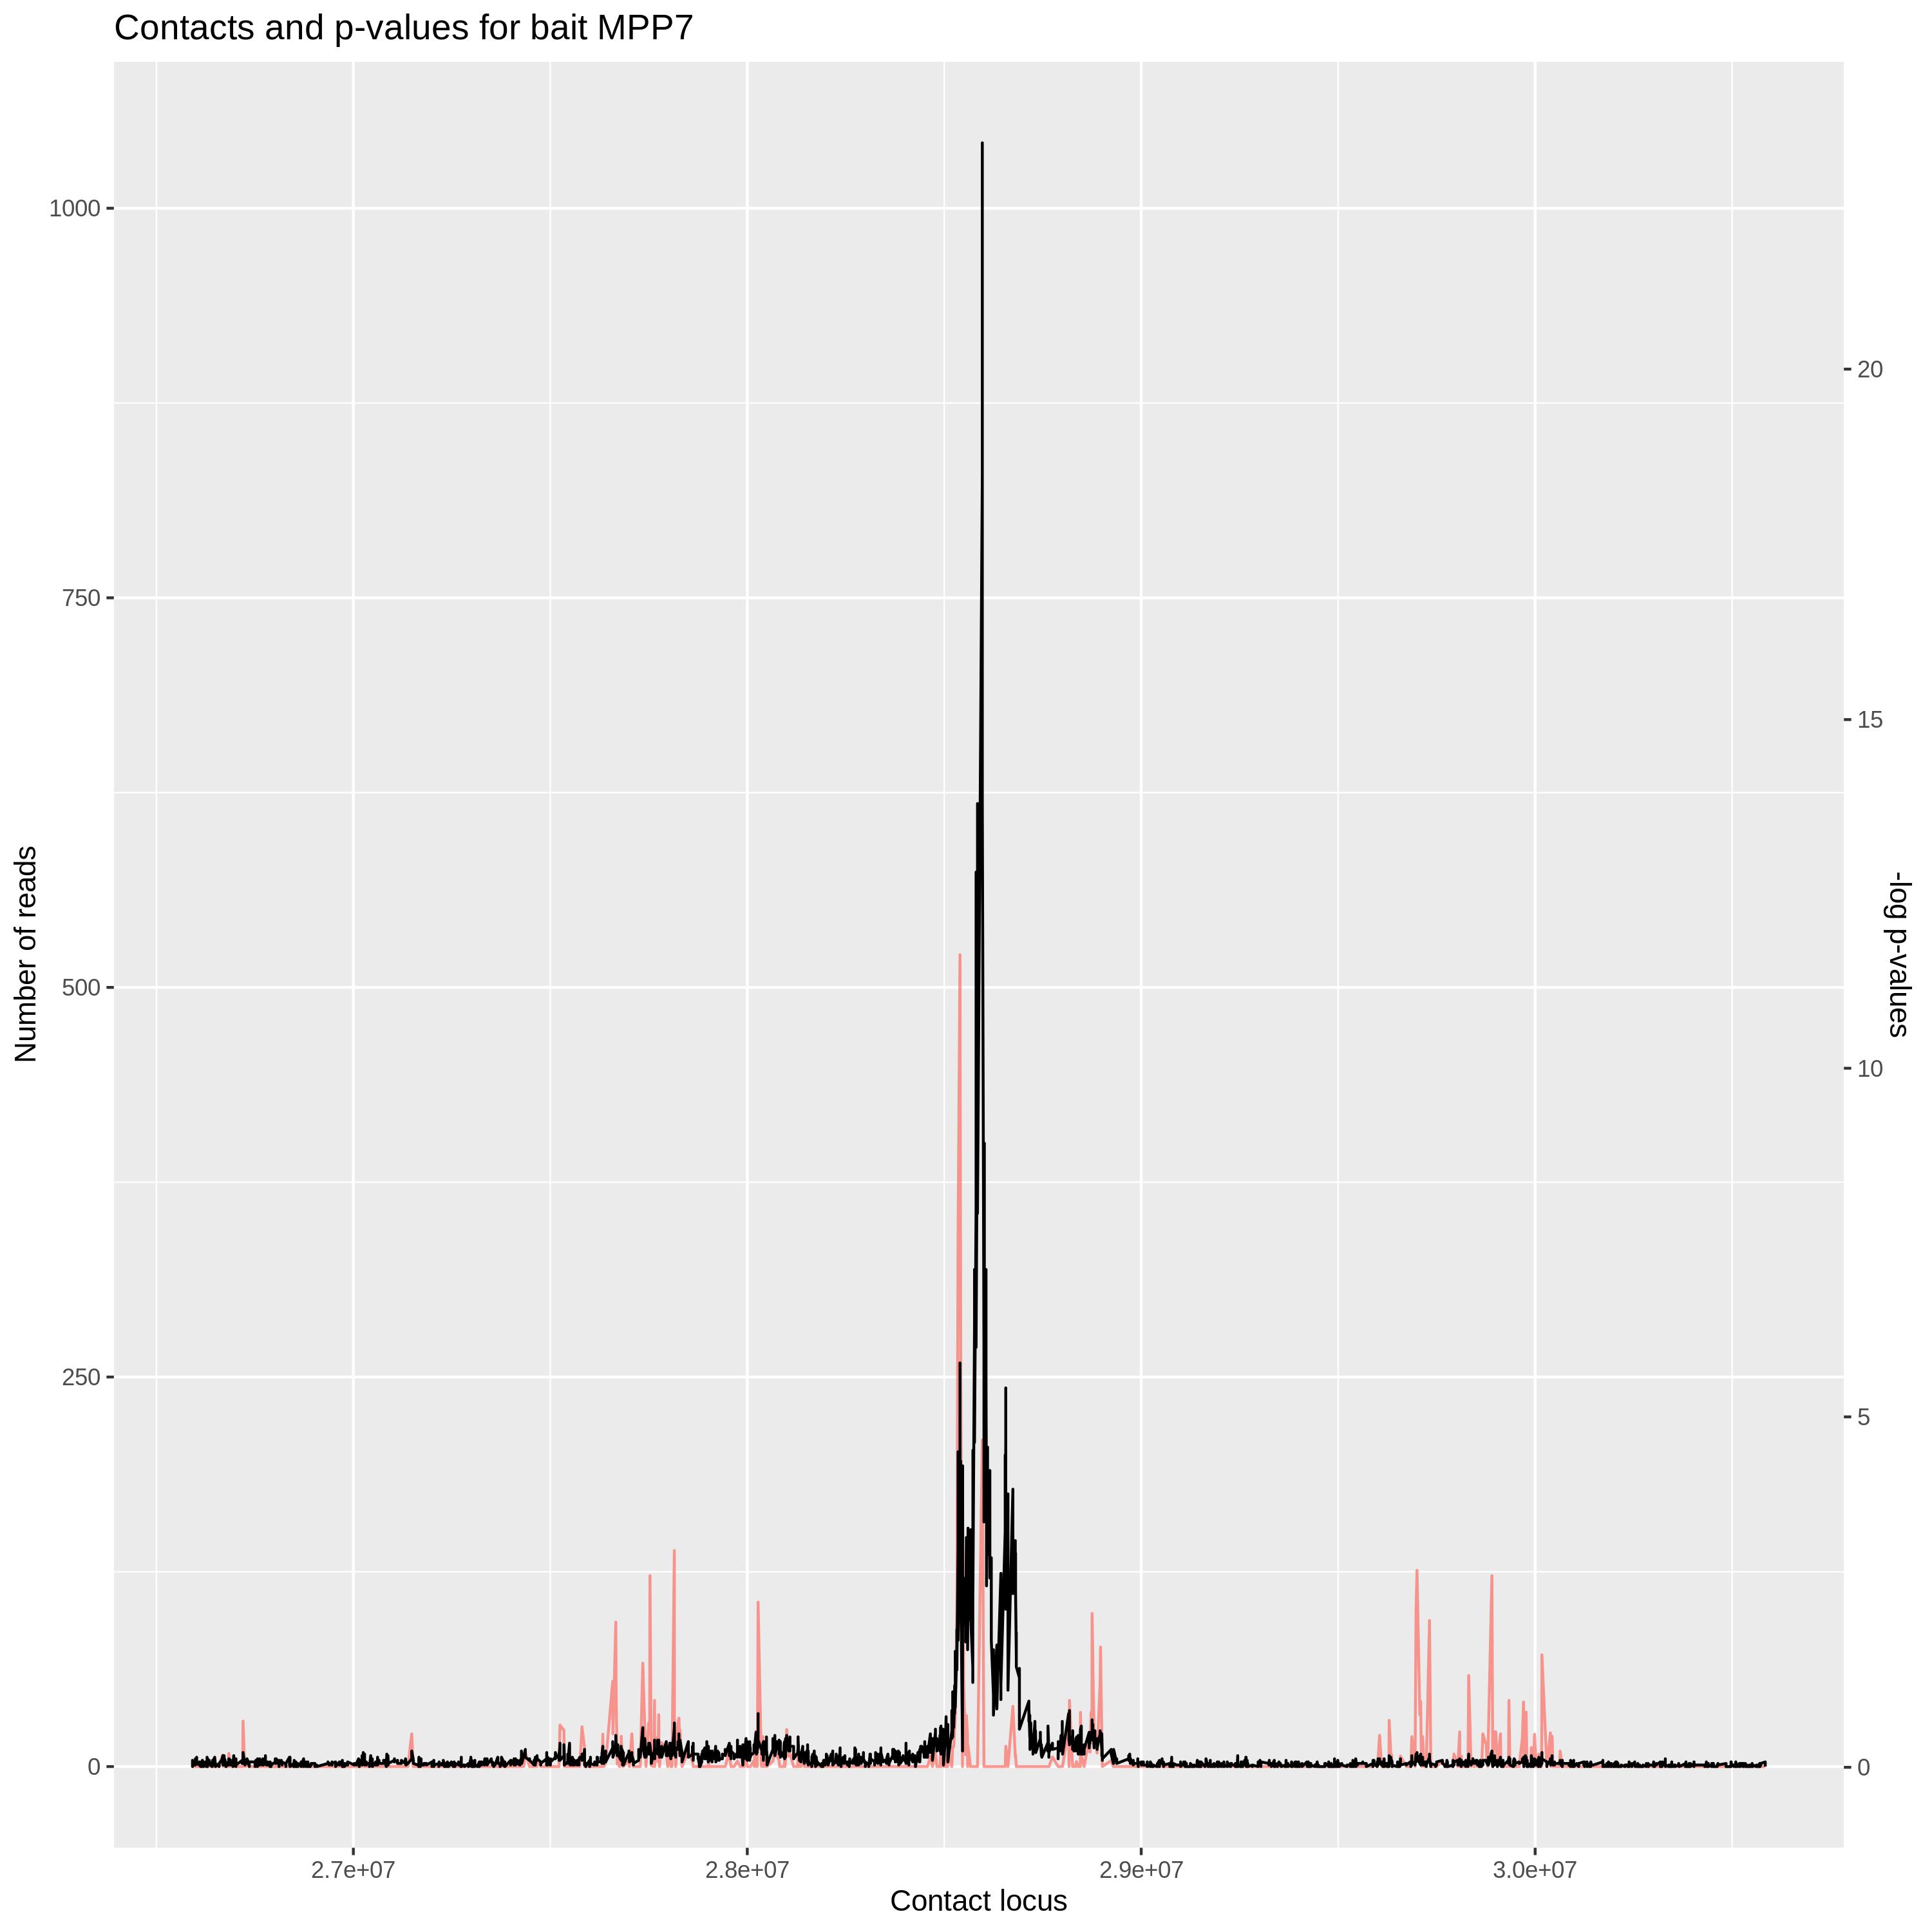 Contacts and p-values for bait MPP7
1000
750
500
250
0
Number of reads
20
15
10
5
0
-log p-values
2.7e+07
2.8e+07
2.9e+07
3.0e+07
Contact locus